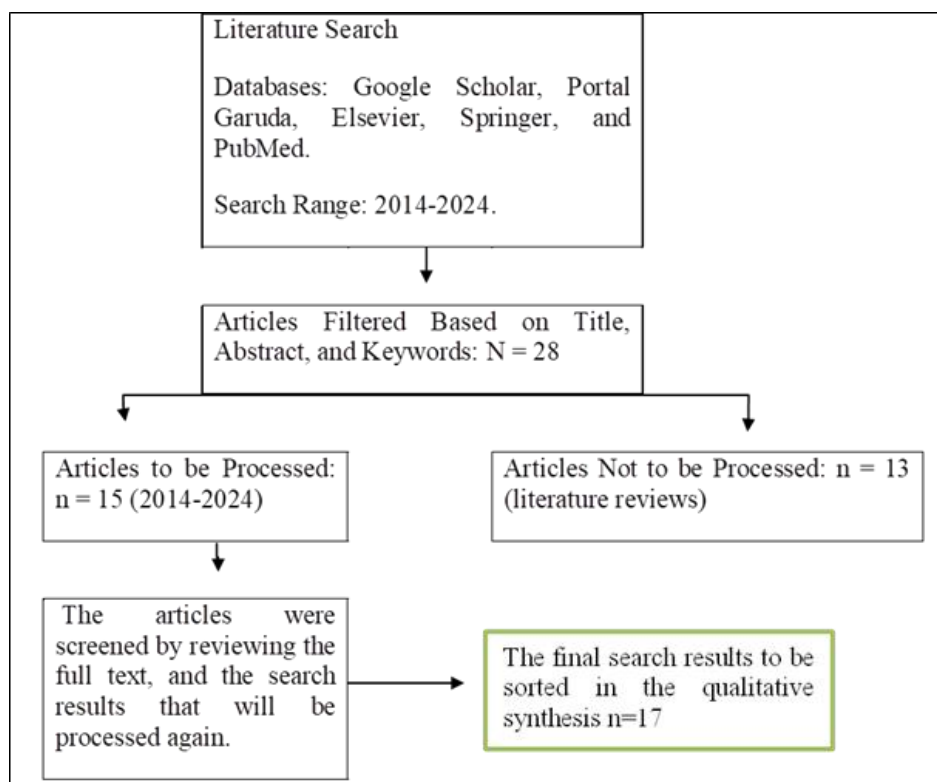 Literature Search
Databases: Google Scholar, Portal
Garuda, Elsevier, Springer, and
PubMed.
Search Range: 2014-2024.
Articles Filtered Based on Title,
Abstract, and Keywords: N = 28
Articles to be Processed:
n = 15 (2014-2024)
Articles Not to be Processed: n = 13
(literature reviews)
The articles were
screened by reviewing the
full text, and the search
results that will be
processed again.
The final search results to be
sorted in the qualitative
synthesis n=17